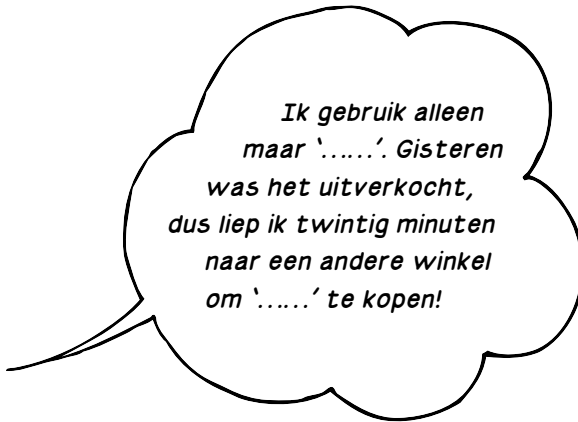 Ik gebruik alleen
maar ‘......’. Gisteren
was het uitverkocht,
dus liep ik twintig minuten
naar een andere winkel
om ‘......’ te kopen!